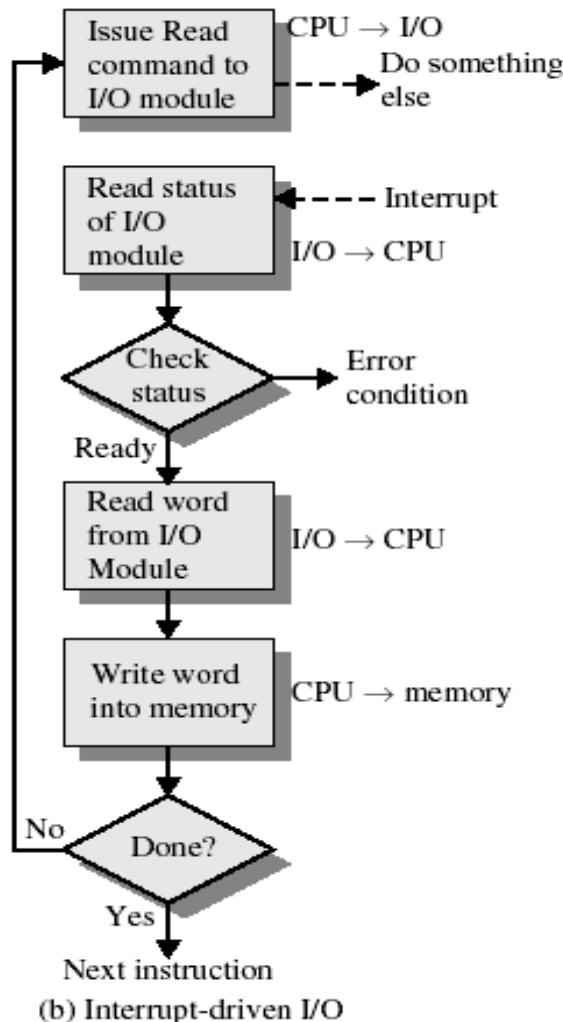 Issue Read
command to
I/O module
CPU → I/O
Do something
else
Read status
of I/O
module
Interrupt
I/O → CPU
Check
status
Error
condition
Ready
Read word
from I/O
Module
I/O → CPU
Write word
into memory
CPU → memory
No
Done?
Yes
Next instruction
(b) Interrupt-driven I/O